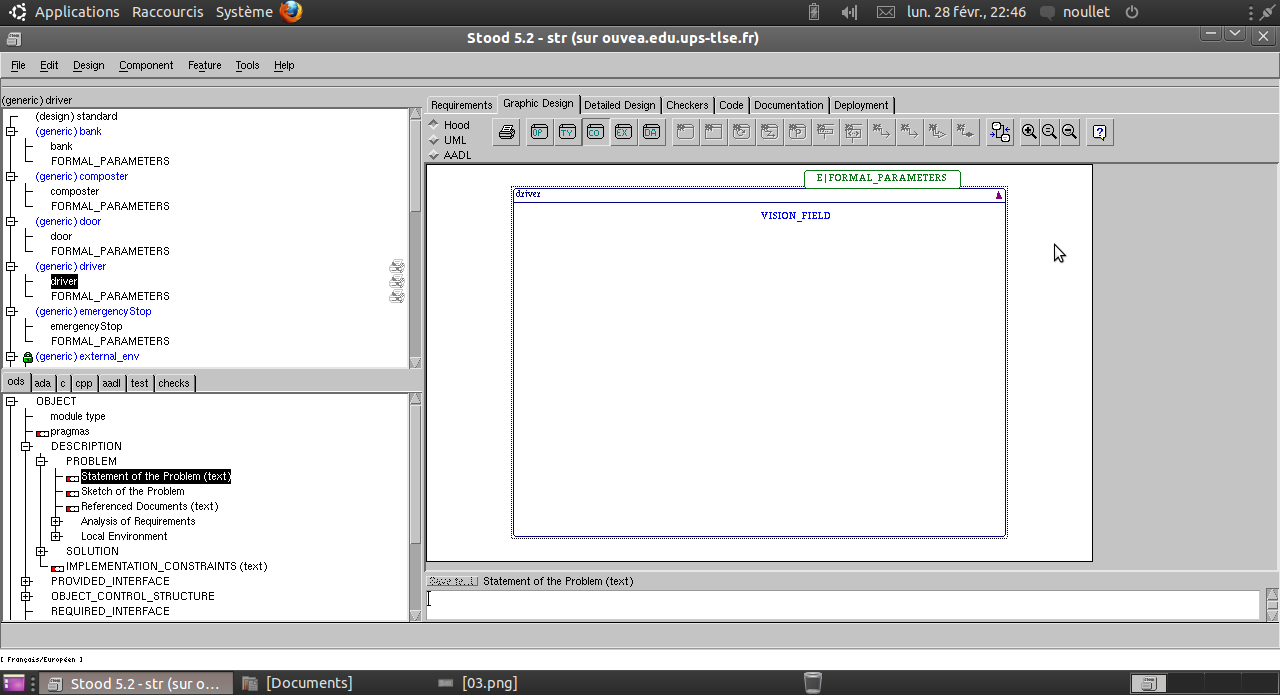 Applications Raccourcis Système lun. 28 févr., 22:46 noullet
Stood 5.2 - str (sur ouvea.edu.ups-tlse.fr)
File Edit Design Component Feature Tools Help
(generic) driver
(design) standard
(generic) bank
bank
FORMAL_PARAMETERS
(generic) composter
composter
FORMAL_PARAMETERS
(generic) door
door
FORMAL_PARAMETERS
(generic) driver
driver
FORMAL_PARAMETERS
(generic) emergencyStop
emergencyStop
FORMAL_PARAMETERS
(generic) external_env
ods ada c cpp aadl test checks
OBJECT
module type
pragmas
DESCRIPTION
PROBLEM
Statement of the Problem (text)
Sketch of the Problem
Referenced Documents (text)
Analysis of Requirements
Local Environment
SOLUTION
IMPLEMENTATION_CONSTRAINTS (text)
PROVIDED_INTERFACE
OBJECT_CONTROL_STRUCTURE
REQUIRED_INTERFACE
Requirements Graphic Design Detailed Design Checkers Code Documentation Deployment
Hood
UML
AADL
OP TY CO EX DA
E|FORMAL_PARAMETERS
driver
VISION_FIELD
Statement of the Problem (text)
[ Français/Européen ]
Stood 5.2 - str (sur o... [Documents] [03.png]